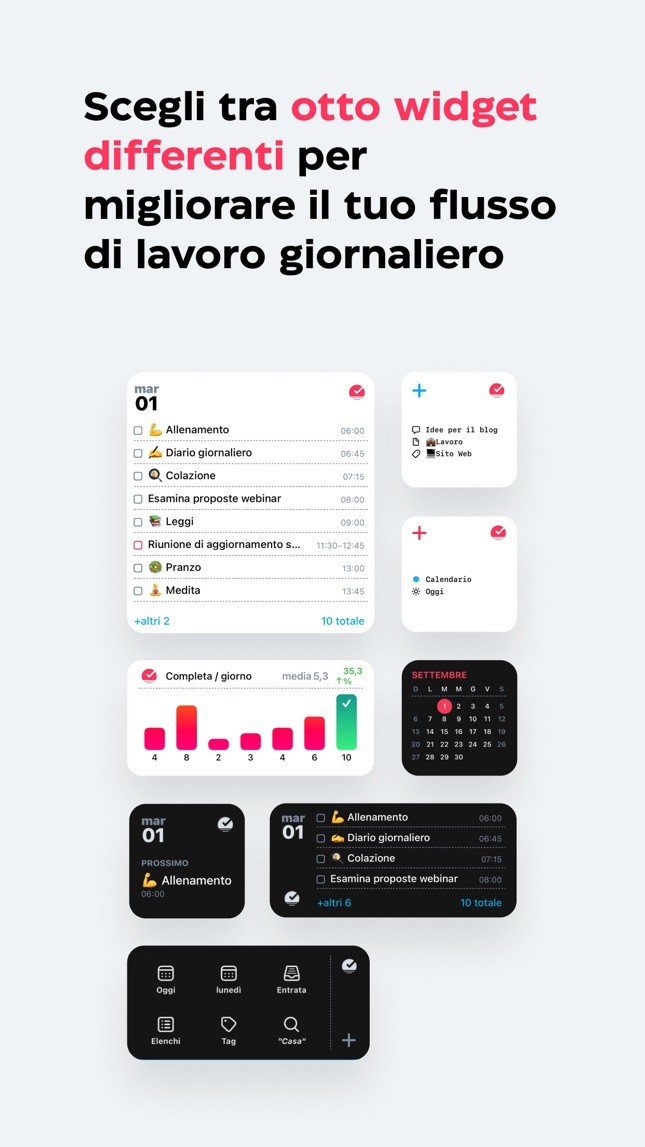 Scegli tra otto widget
differenti per
migliorare il tuo flusso
di lavoro giornaliero
mar
01
Allenamento 06:00
Diario giornaliero 06:45
Colazione 07:15
Esamina proposte webinar 08:00
Leggi 09:00
Riunione di aggiornamento s... 11:30–12:45
Pranzo 13:00
Medita 13:45
+altri 2 10 totale
Idee per il blog
Lavoro
Sito Web
Calendario
Oggi
Completa / giorno media 5,3 35,3
%
4 8 2 3 4 6 10
SETTEMBRE
D L M M G V S
1 2 3 4 5
6 7 8 9 10 11 12
13 14 15 16 17 18 19
20 21 22 23 24 25 26
27 28 29 30
mar
01
PROSSIMO
Allenamento
06:00
mar
01
Allenamento 06:00
Diario giornaliero 06:45
Colazione 07:15
Esamina proposte webinar 08:00
+altri 6 10 totale
Oggi lunedì Entrata
Elenchi Tag "Casa"